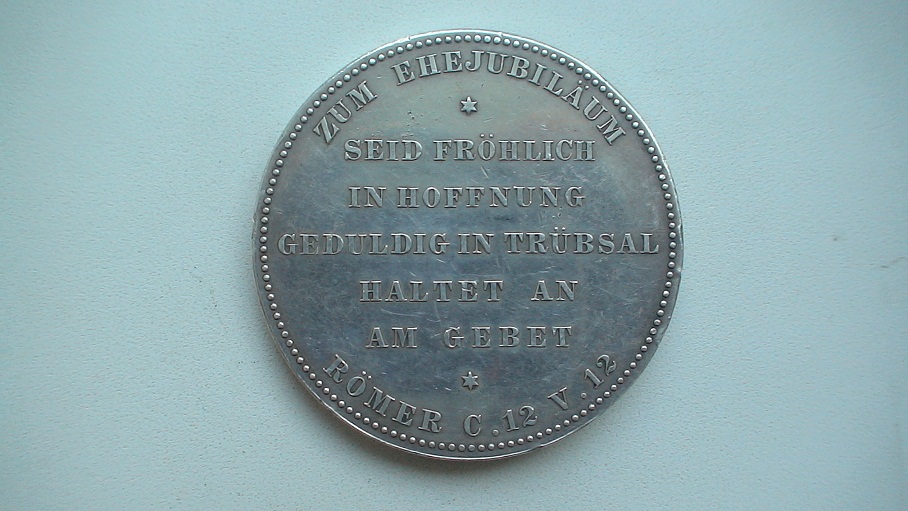 ZUM EHEJUBILÄUM
SEID FRÖHLICH
IN HOFFNUNG
GEDULDIG IN TRÜBSAL
HALTET AN
AM GEBET
RÖMER C. 12 V. 12